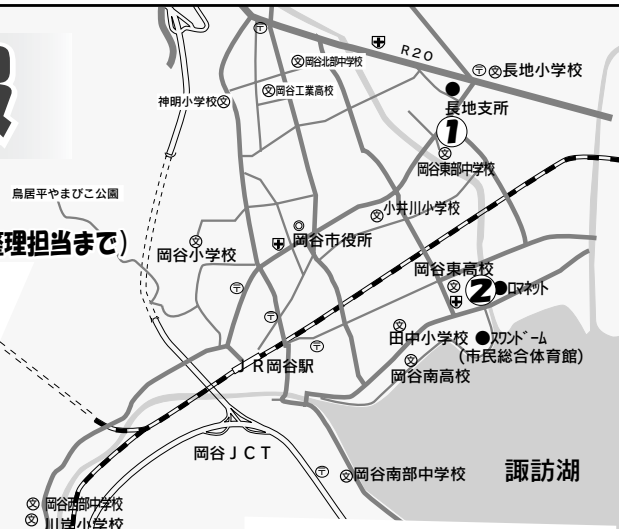 R20
岡谷北部中学校
長地小学校
岡谷工業高校
神明小学校
長地支所
1
岡谷東部中学校
鳥居平やまびこ公園
小井川小学校
整理担当まで)
岡谷市役所
岡谷小学校
岡谷東高校
2
ロマネット
田中小学校
スワンドーム
(市民総合体育館)
JR岡谷駅
岡谷南高校
岡谷JCT
諏訪湖
岡谷南部中学校
岡谷西部中学校
川岸小学校